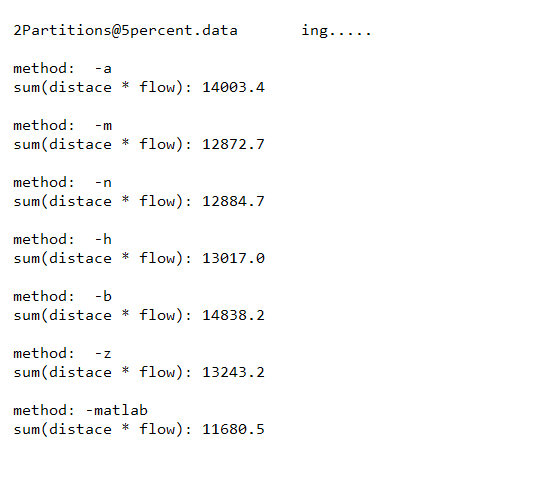 2Partitions@5percent.data ing.....
method: -a
sum(distace * flow): 14003.4
method: -m
sum(distace * flow): 12872.7
method: -n
sum(distace * flow): 12884.7
method: -h
sum(distace * flow): 13017.0
method: -b
sum(distace * flow): 14838.2
method: -z
sum(distace * flow): 13243.2
method: -matlab
sum(distace * flow): 11680.5